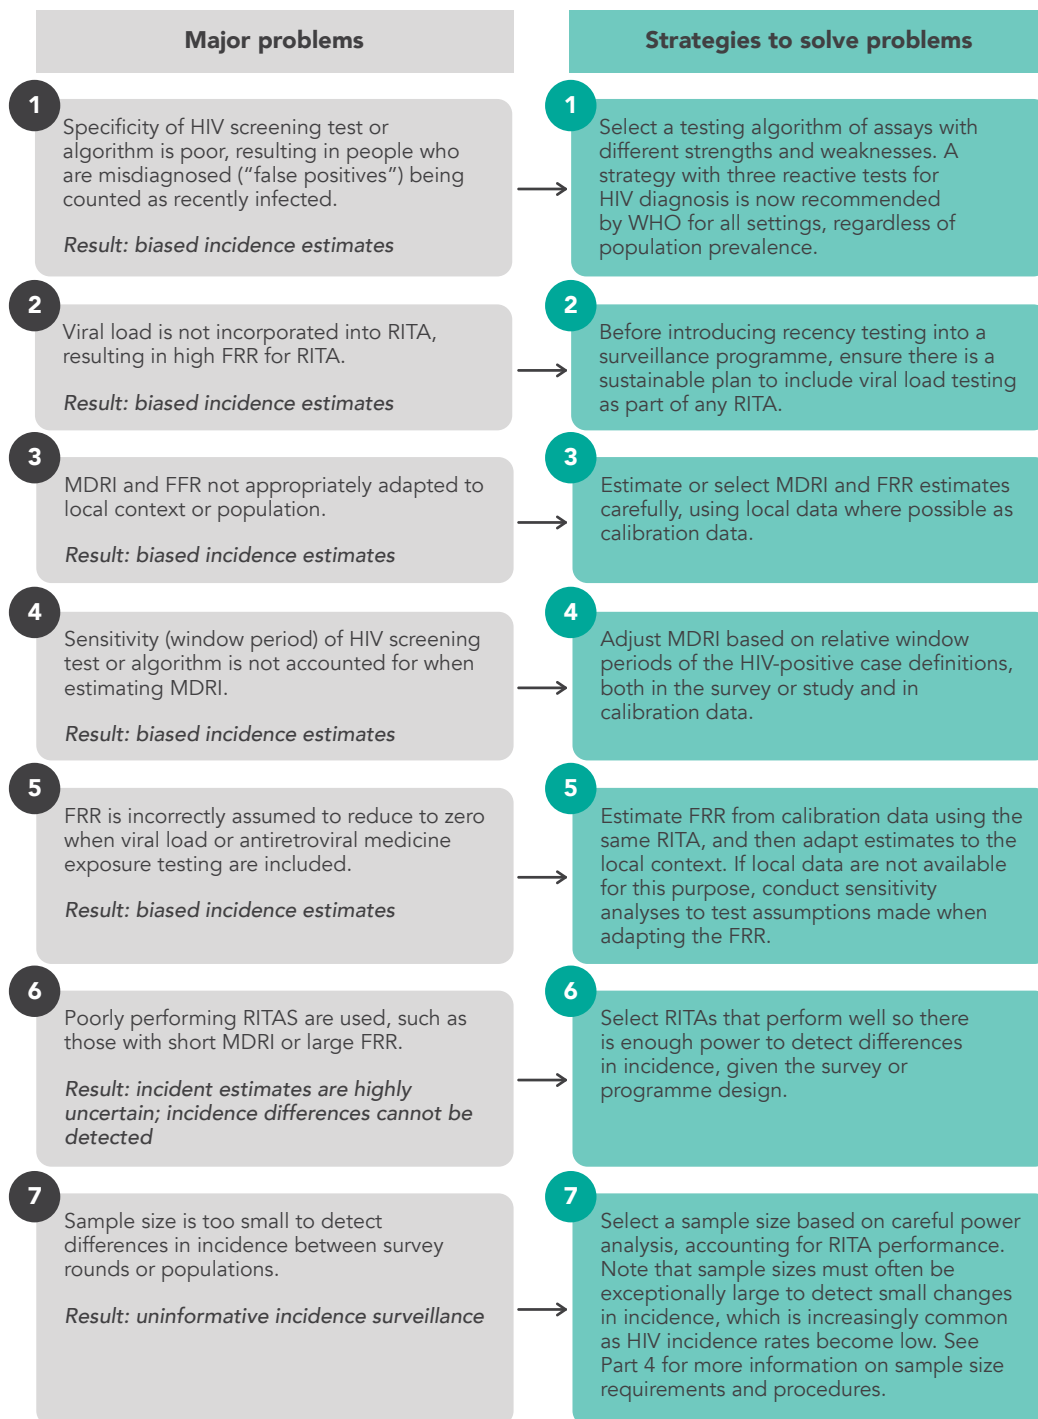 Major problems
Strategies to solve problems
1
Specificity of HIV screening test or
algorithm is poor, resulting in people who
are misdiagnosed (“false positives”) being
counted as recently infected.
Result: biased incidence estimates
1
Select a testing algorithm of assays with
different strengths and weaknesses. A
strategy with three reactive tests for
HIV diagnosis is now recommended
by WHO for all settings, regardless of
population prevalence.
2
Viral load is not incorporated into RITA,
resulting in high FRR for RITA.
Result: biased incidence estimates
2
Before introducing recency testing into a
surveillance programme, ensure there is a
sustainable plan to include viral load testing
as part of any RITA.
3
MDRI and FFR not appropriately adapted to
local context or population.
Result: biased incidence estimates
3
Estimate or select MDRI and FRR estimates
carefully, using local data where possible as
calibration data.
4
Sensitivity (window period) of HIV screening
test or algorithm is not accounted for when
estimating MDRI.
Result: biased incidence estimates
4
Adjust MDRI based on relative window
periods of the HIV-positive case definitions,
both in the survey or study and in
calibration data.
5
FRR is incorrectly assumed to reduce to zero
when viral load or antiretroviral medicine
exposure testing are included.
Result: biased incidence estimates
5
Estimate FRR from calibration data using the
same RITA, and then adapt estimates to the
local context. If local data are not available
for this purpose, conduct sensitivity
analyses to test assumptions made when
adapting the FRR.
6
Poorly performing RITAS are used, such as
those with short MDRI or large FRR.
Result: incident estimates are highly
uncertain; incidence differences cannot be
detected
6
Select RITAs that perform well so there
is enough power to detect differences
in incidence, given the survey or
programme design.
7
Sample size is too small to detect
differences in incidence between survey
rounds or populations.
Result: uninformative incidence surveillance
7
Select a sample size based on careful power
analysis, accounting for RITA performance.
Note that sample sizes must often be
exceptionally large to detect small changes
in incidence, which is increasingly common
as HIV incidence rates become low. See
Part 4 for more information on sample size
requirements and procedures.